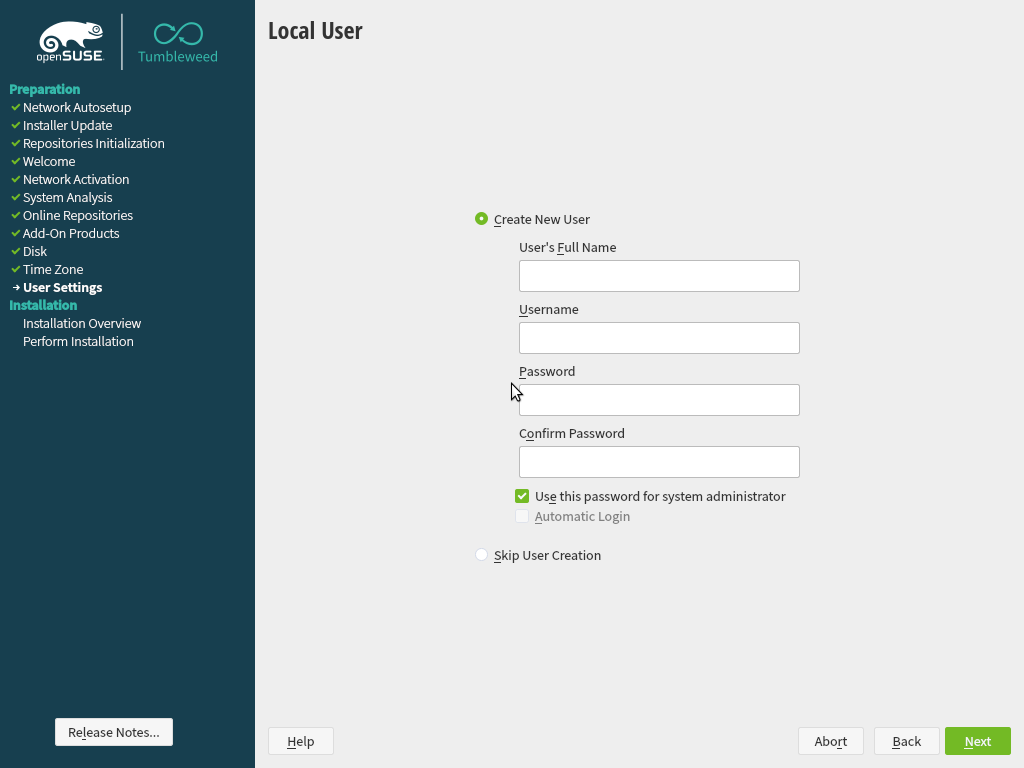 openSUSE
Tumbleweed
Preparation
Network Autosetup
Installer Update
Repositories Initialization
Welcome
Network Activation
System Analysis
Online Repositories
Add-On Products
Disk
Time Zone
User Settings
Installation
Installation Overview
Perform Installation
Release Notes...
Local User
Create New User
User's Full Name
Username
Password
Confirm Password
Use this password for system administrator
Automatic Login
Skip User Creation
Help
Abort
Back
Next